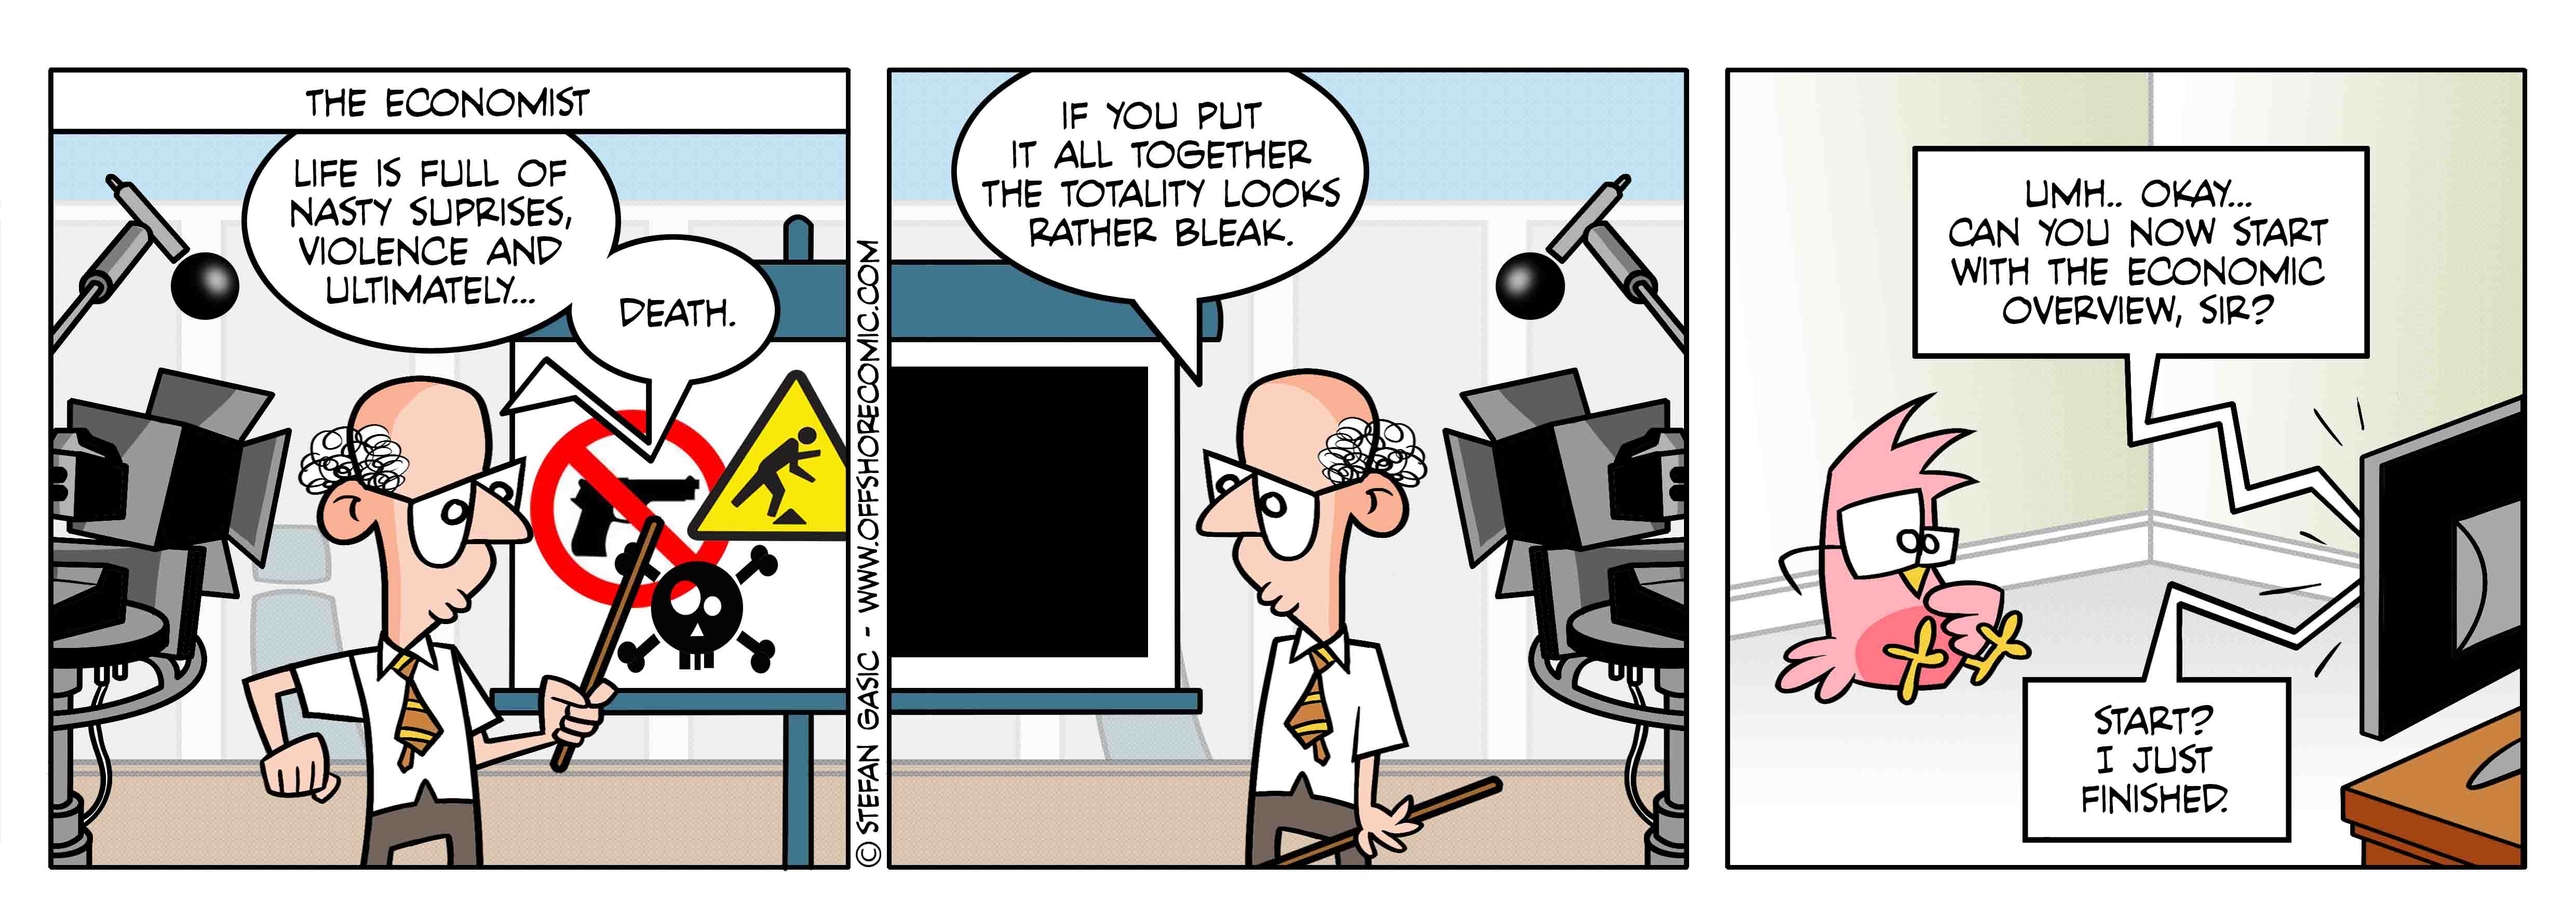 THE ECONOMIST
LIFE IS FULL OF
NASTY SUPRISES,
VIOLENCE AND
ULTIMATELY...
DEATH.
© STEFAN GASIC - WWW.OFFSHORECOMIC.COM
IF YOU PUT
IT ALL TOGETHER
THE TOTALITY LOOKS
RATHER BLEAK.
UMH.. OKAY...
CAN YOU NOW START
WITH THE ECONOMIC
OVERVIEW, SIR?
START?
I JUST
FINISHED.